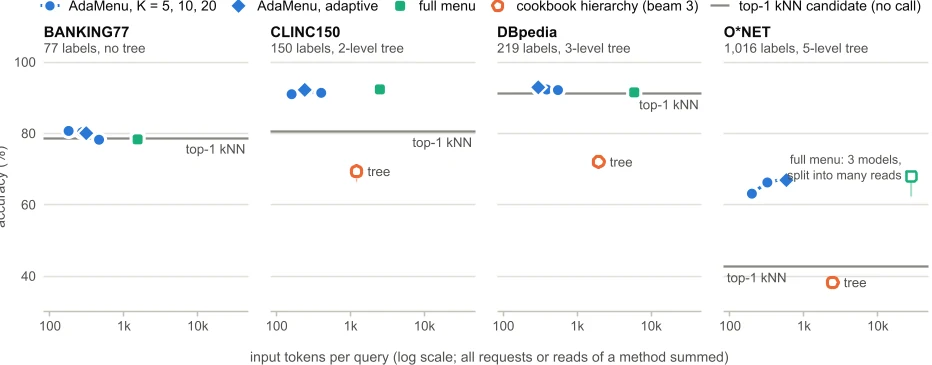 AdaMenu, K = 5, 10, 20 AdaMenu, adaptive full menu cookbook hierarchy (beam 3) top-1 kNN candidate (no call)
BANKING77 CLINC150 DBpedia O*NET
77 labels, no tree 150 labels, 2-level tree 219 labels, 3-level tree 1,016 labels, 5-level tree
100
80
60
40
accuracy (%)
top-1 kNN
top-1 kNN
tree
top-1 kNN
tree
full menu: 3 models,
split into many reads
top-1 kNN
tree
100 1k 10k 100 1k 10k 100 1k 10k 100 1k 10k
input tokens per query (log scale; all requests or reads of a method summed)